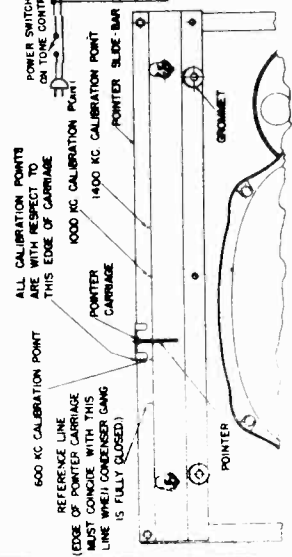 POWER SWITCH
ON TONE CONT
ALL CALIBRATION POINTS
ARE WITH RESPECT TO
THIS EDGE OF CARRIAGE
1000 KC CALIBRATION POINT
1400 KC CALIBRATION POINT
POINTER SLIDE-BAR
600 KC CALIBRATION POINT
POINTER
CARRIAGE
GROMMET
REFERENCE LINE
(EDGE OF POINTER CARRIAGE
MUST COINCIDE WITH THIS
LINE WHEN CONDENSER GANG
IS FULLY CLOSED)
POINTER